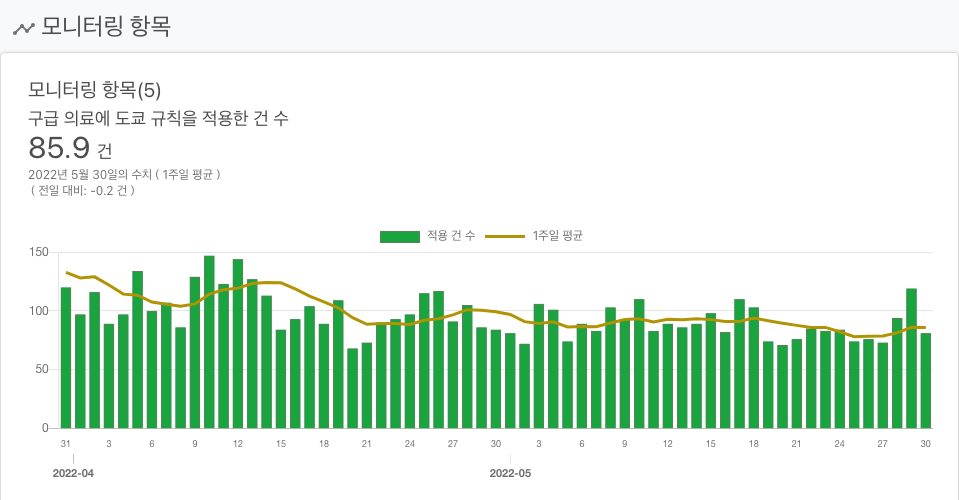 모니터링 항목
모니터링 항목(5)
구급 의료에 도쿄 규칙을 적용한 건 수
85.9 건
2022년 5월 30일의 수치 ( 1주일 평균 )
( 전일 대비: -0.2 건 )
적용 건 수 1주일 평균
150
100
50
0
31 3 6 9 12 15 18 21 24 27 30 3 6 9 12 15 18 21 24 27 30
2022-04 2022-05